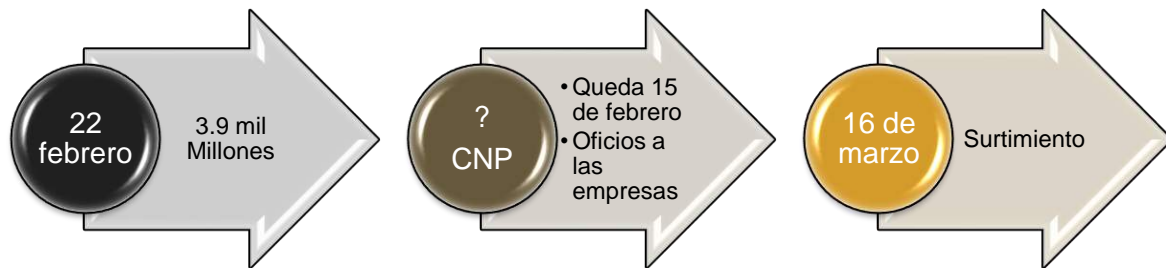 22
febrero
3.9 mil
Millones
?
CNP
• Queda 15
de febrero
• Oficios a
las
empresas
16 de
marzo
Surtimiento